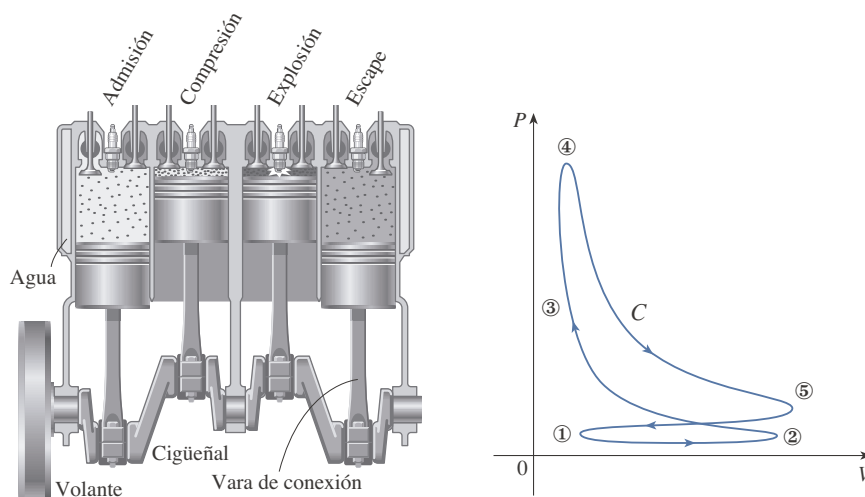 Admisión
Compresión
Explosión
Escape
Agua
Cigüeñal
Volante
Vara de conexión
P
④
③
C
⑤
①
②
0
V